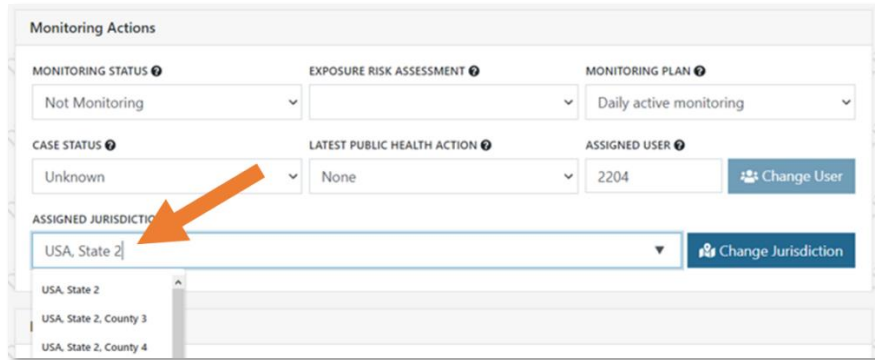 Monitoring Actions
MONITORING STATUS EXPOSURE RISK ASSESSMENT MONITORING PLAN
Not Monitoring Daily active monitoring
CASE STATUS LATEST PUBLIC HEALTH ACTION ASSIGNED USER
Unknown None 2204 Change User
ASSIGNED
USA, State 2 Change Jurisdiction
USA, State 2
USA, State 2, County 3
USA, State 2, County 4